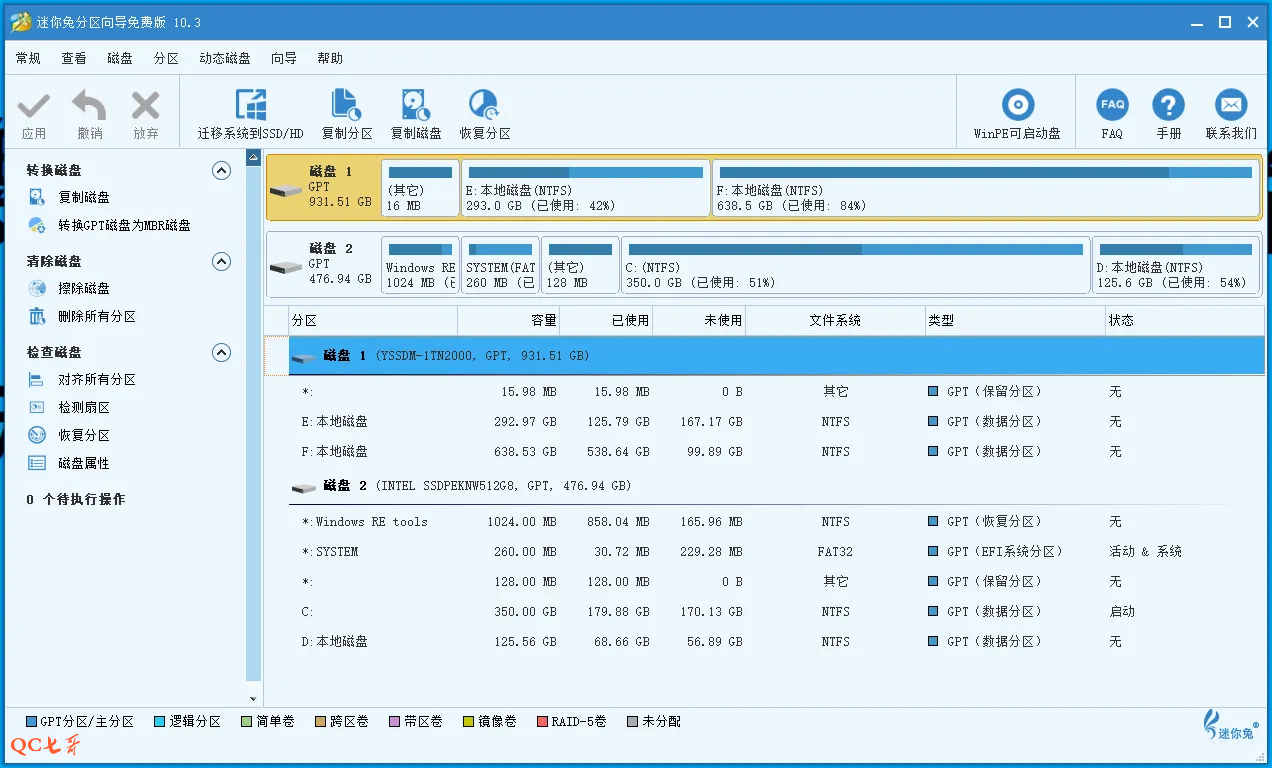 迷你兔分区向导免费版 10.3
常规 查看 磁盘 分区 动态磁盘 向导 帮助
应用 撤销 放弃 迁移系统到SSD/HD 复制分区 复制磁盘 恢复分区 WinPE可启动盘 FAQ FAQ 手册 联系我们
转换磁盘
复制磁盘
转换GPT磁盘为MBR磁盘
清除磁盘
擦除磁盘
删除所有分区
检查磁盘
对齐所有分区
检测扇区
恢复分区
磁盘属性
0 个待执行操作
磁盘 1
GPT
931.51 GB
(其它)
16 MB
E:本地磁盘(NTFS)
293.0 GB (已使用: 42%)
F:本地磁盘(NTFS)
638.5 GB (已使用: 84%)
磁盘 2
GPT
476.94 GB
Windows RE
1024 MB (已
SYSTEM(FAT
260 MB (已
(其它)
128 MB
C:(NTFS)
350.0 GB (已使用: 51%)
D:本地磁盘(NTFS)
125.6 GB (已使用: 54%)
分区 容量 已使用 未使用 文件系统 类型 状态
磁盘 1 (YSSDM-1TN2000, GPT, 931.51 GB)
*: 15.98 MB 15.98 MB 0 B 其它 GPT (保留分区) 无
E:本地磁盘 292.97 GB 125.79 GB 167.17 GB NTFS GPT (数据分区) 无
F:本地磁盘 638.53 GB 538.64 GB 99.89 GB NTFS GPT (数据分区) 无
磁盘 2 (INTEL SSDPEKNW512G8, GPT, 476.94 GB)
*:Windows RE tools 1024.00 MB 858.04 MB 165.96 MB NTFS GPT (恢复分区) 无
*:SYSTEM 260.00 MB 30.72 MB 229.28 MB FAT32 GPT (EFI系统分区) 活动 & 系统
*: 128.00 MB 128.00 MB 0 B 其它 GPT (保留分区) 无
C: 350.00 GB 179.88 GB 170.13 GB NTFS GPT (数据分区) 启动
D:本地磁盘 125.56 GB 68.66 GB 56.89 GB NTFS GPT (数据分区) 无
GPT分区/主分区 逻辑分区 简单卷 跨区卷 带区卷 镜像卷 RAID-5卷 未分配
迷你兔®
QC七哥